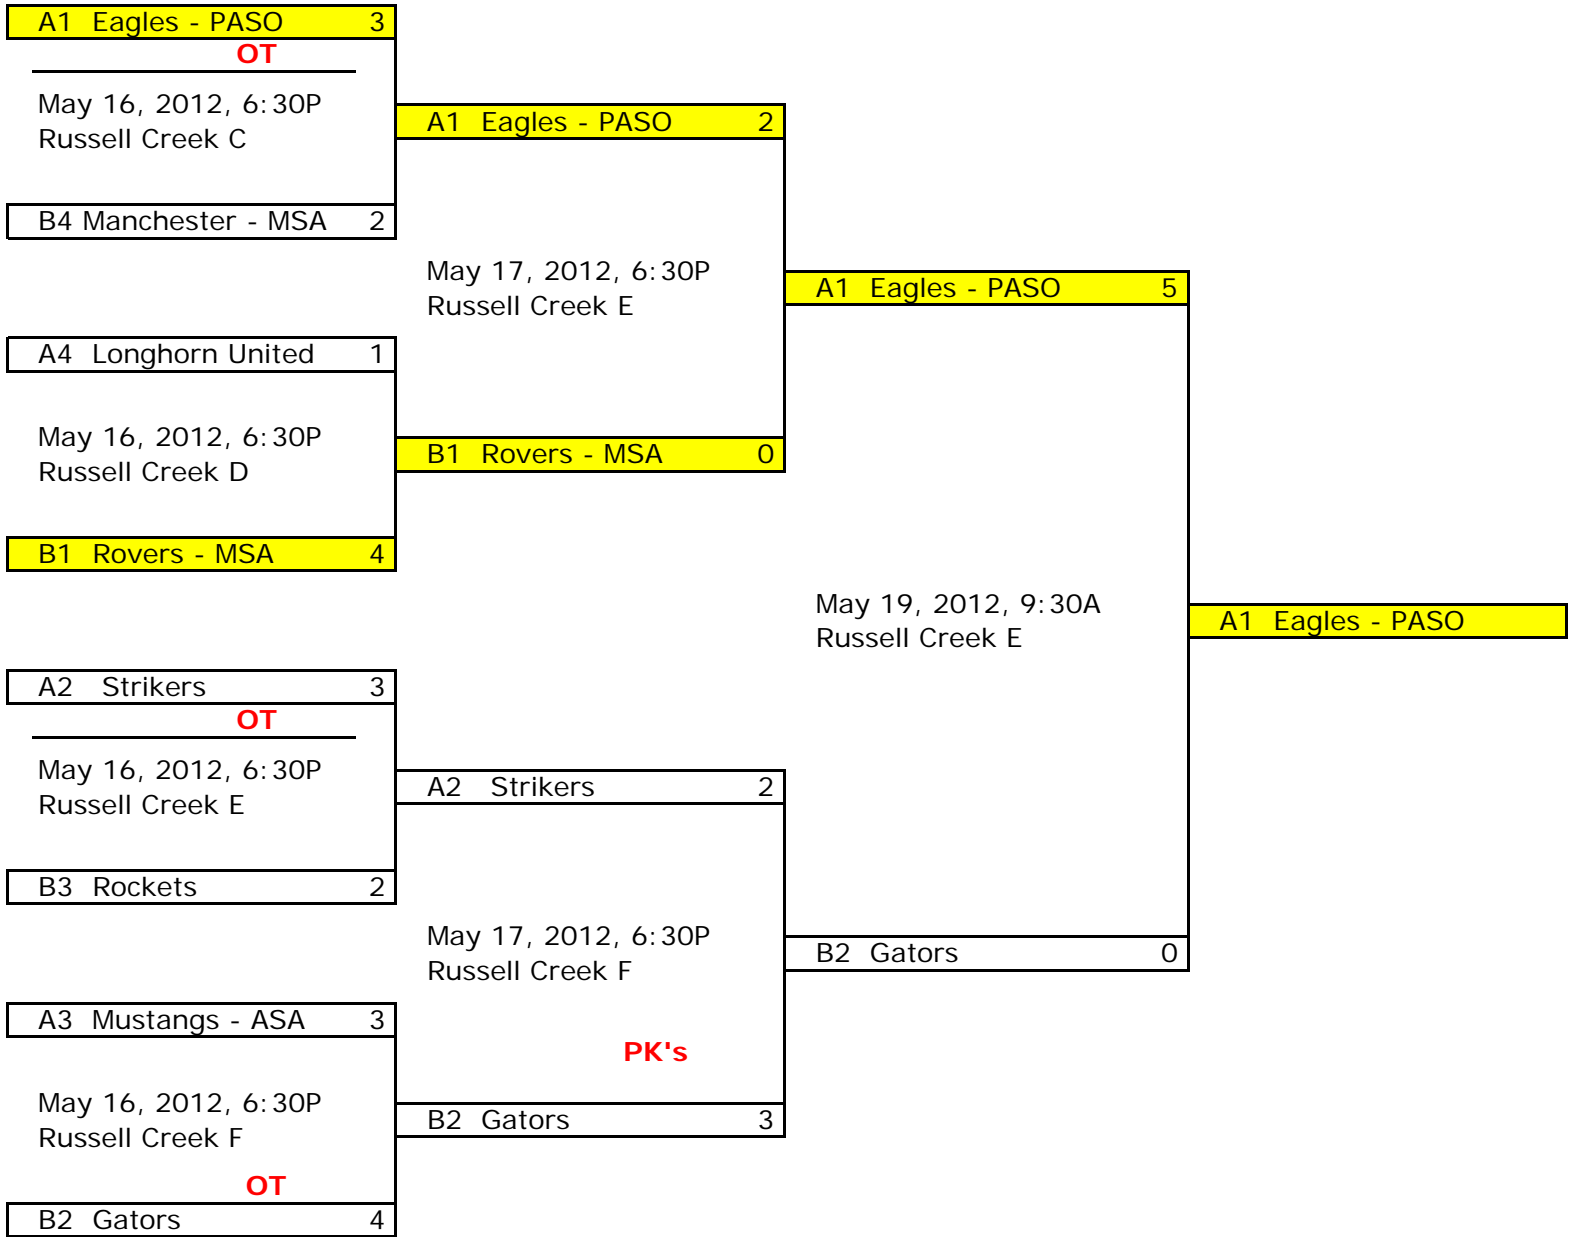 A1 Eagles - PASO 3
OT
May 16, 2012, 6:30P
Russell Creek C
B4 Manchester - MSA 2
A4 Longhorn United 1
May 16, 2012, 6:30P
Russell Creek D
B1 Rovers - MSA 4
A2 Strikers 3
OT
May 16, 2012, 6:30P
Russell Creek E
B3 Rockets 2
A3 Mustangs - ASA 3
May 16, 2012, 6:30P
Russell Creek F
OT
B2 Gators 4
A1 Eagles - PASO 2
May 17, 2012, 6:30P
Russell Creek E
B1 Rovers - MSA 0
A2 Strikers 2
May 17, 2012, 6:30P
Russell Creek F
PK's
B2 Gators 3
A1 Eagles - PASO 5
May 19, 2012, 9:30A
Russell Creek E
B2 Gators 0
A1 Eagles - PASO